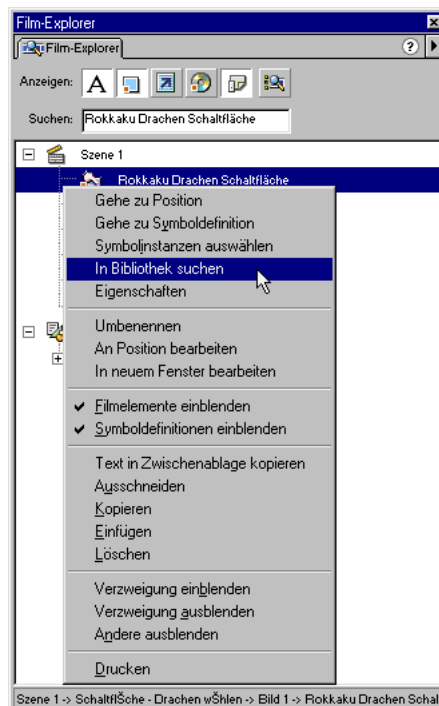 Film-Explorer
Film-Explorer
?
Anzeigen: A
Suchen: Rokkaku Drachen Schaltfläche
Szene 1
Rokkaku Drachen Schaltfläche
Gehe zu Position
Gehe zu Symboldefinition
Symbolinstanzen auswählen
In Bibliothek suchen
Eigenschaften
Umbenennen
An Position bearbeiten
In neuem Fenster bearbeiten
Filmelemente einblenden
Symboldefinitionen einblenden
Text in Zwischenablage kopieren
Ausschneiden
Kopieren
Einfügen
Löschen
Verzweigung einblenden
Verzweigung ausblenden
Andere ausblenden
Drucken
Szene 1 -> SchaltflŠche - Drachen wŠhlen -> Bild 1 -> Rokkaku Drachen Schal